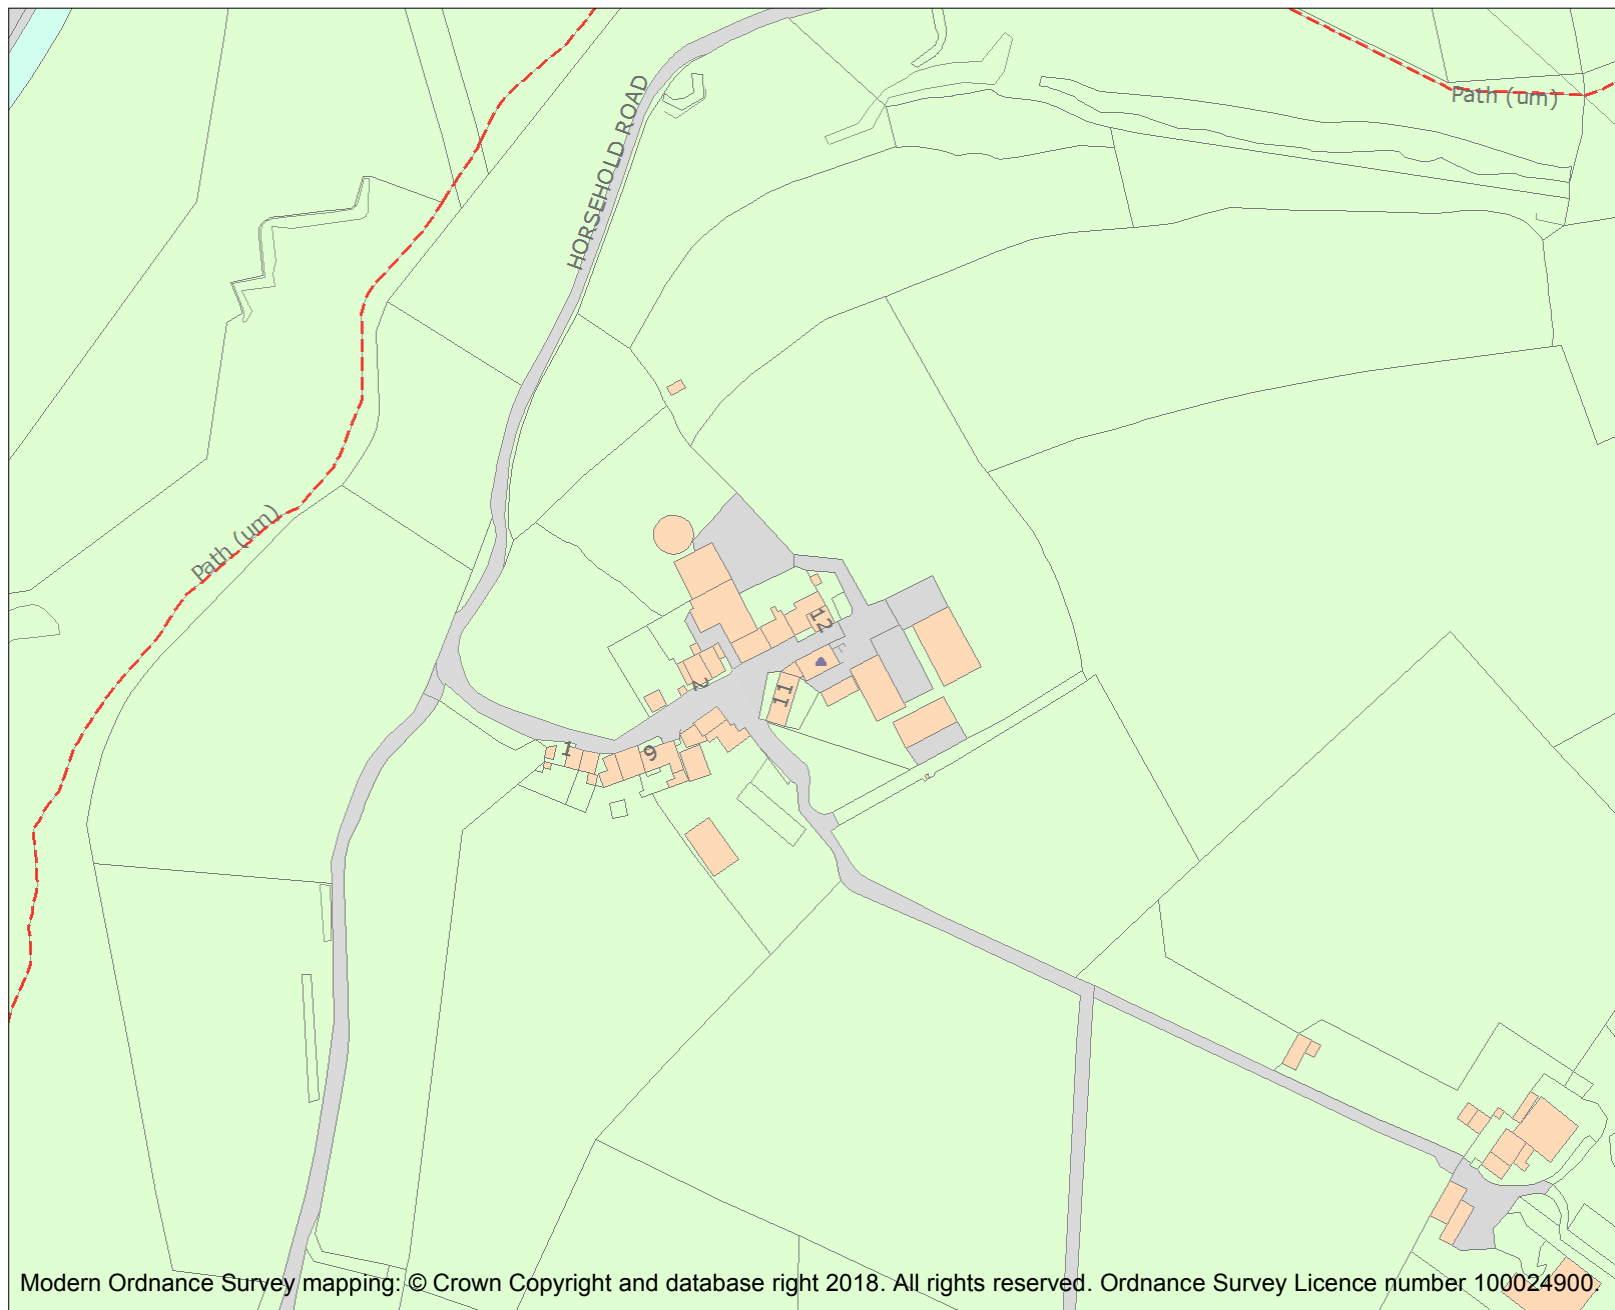 HORSEHOLD ROAD
Path (um)
Path (um)
12
2
11
1
9
Modern Ordnance Survey mapping: © Crown Copyright and database right 2018. All rights reserved. Ordnance Survey Licence number 100024900.